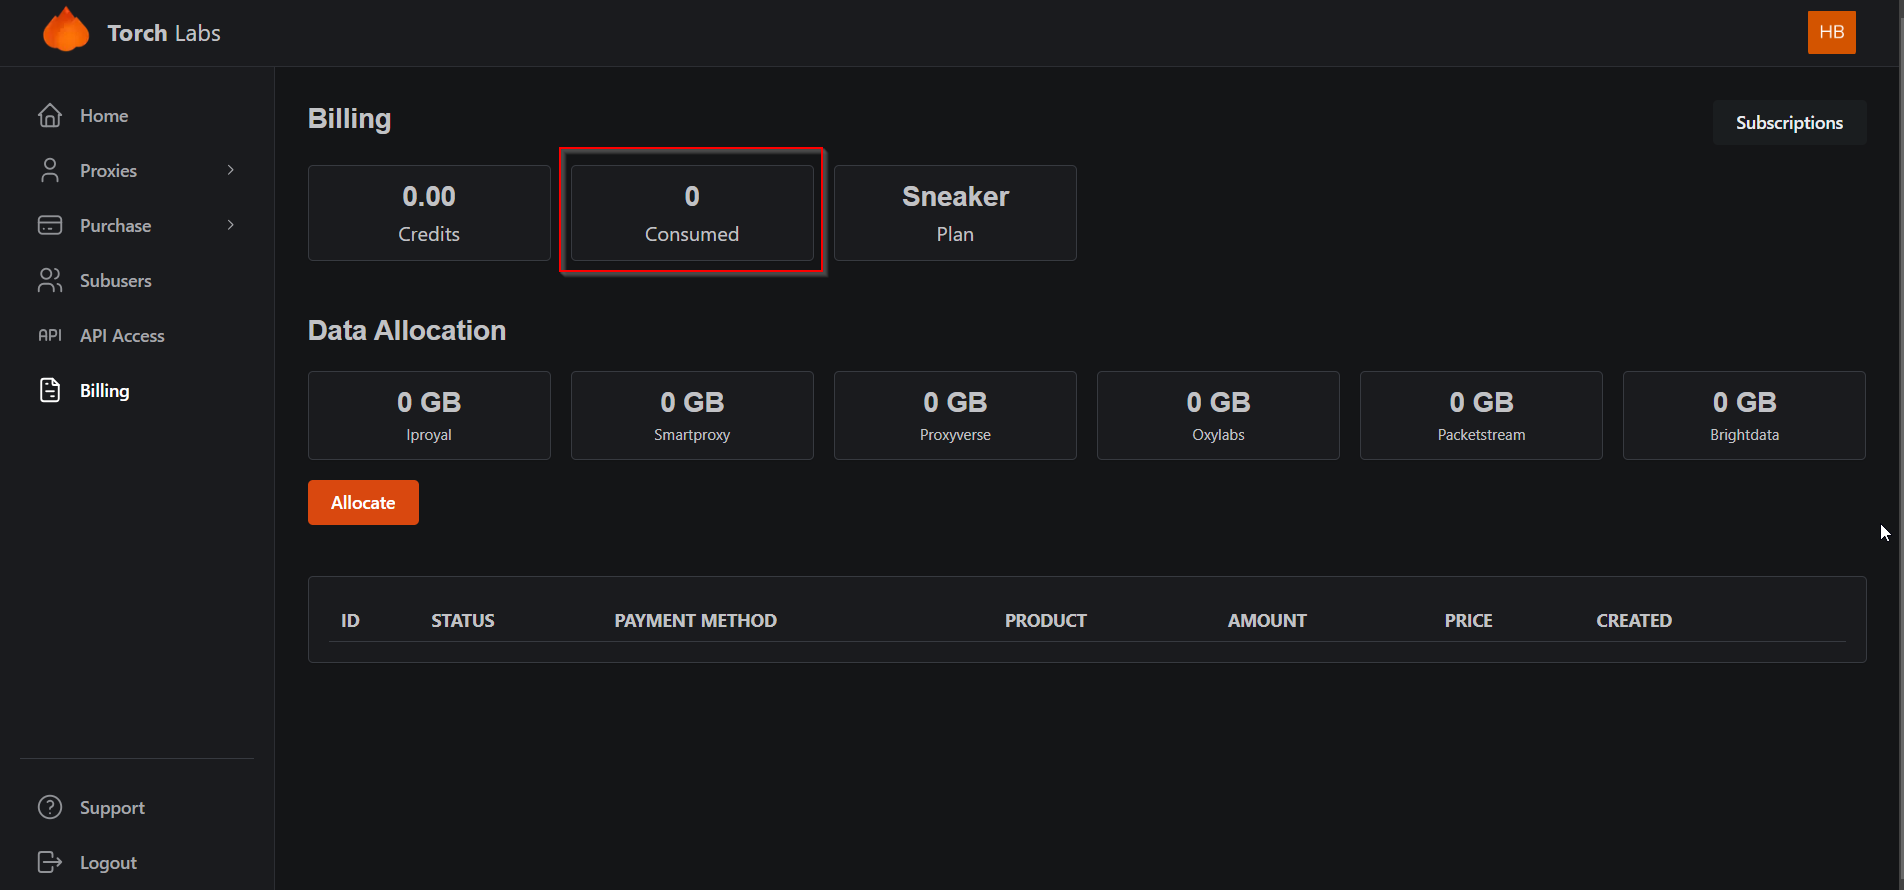 Torch Labs
HB
Home
Proxies
Purchase
Subusers
API API Access
Billing
Support
Logout
Billing
Subscriptions
0.00
Credits
0
Consumed
Sneaker
Plan
Data Allocation
0 GB
Iproyal
0 GB
Smartproxy
0 GB
Proxyverse
0 GB
Oxylabs
0 GB
Packetstream
0 GB
Brightdata
Allocate
ID STATUS PAYMENT METHOD PRODUCT AMOUNT PRICE CREATED